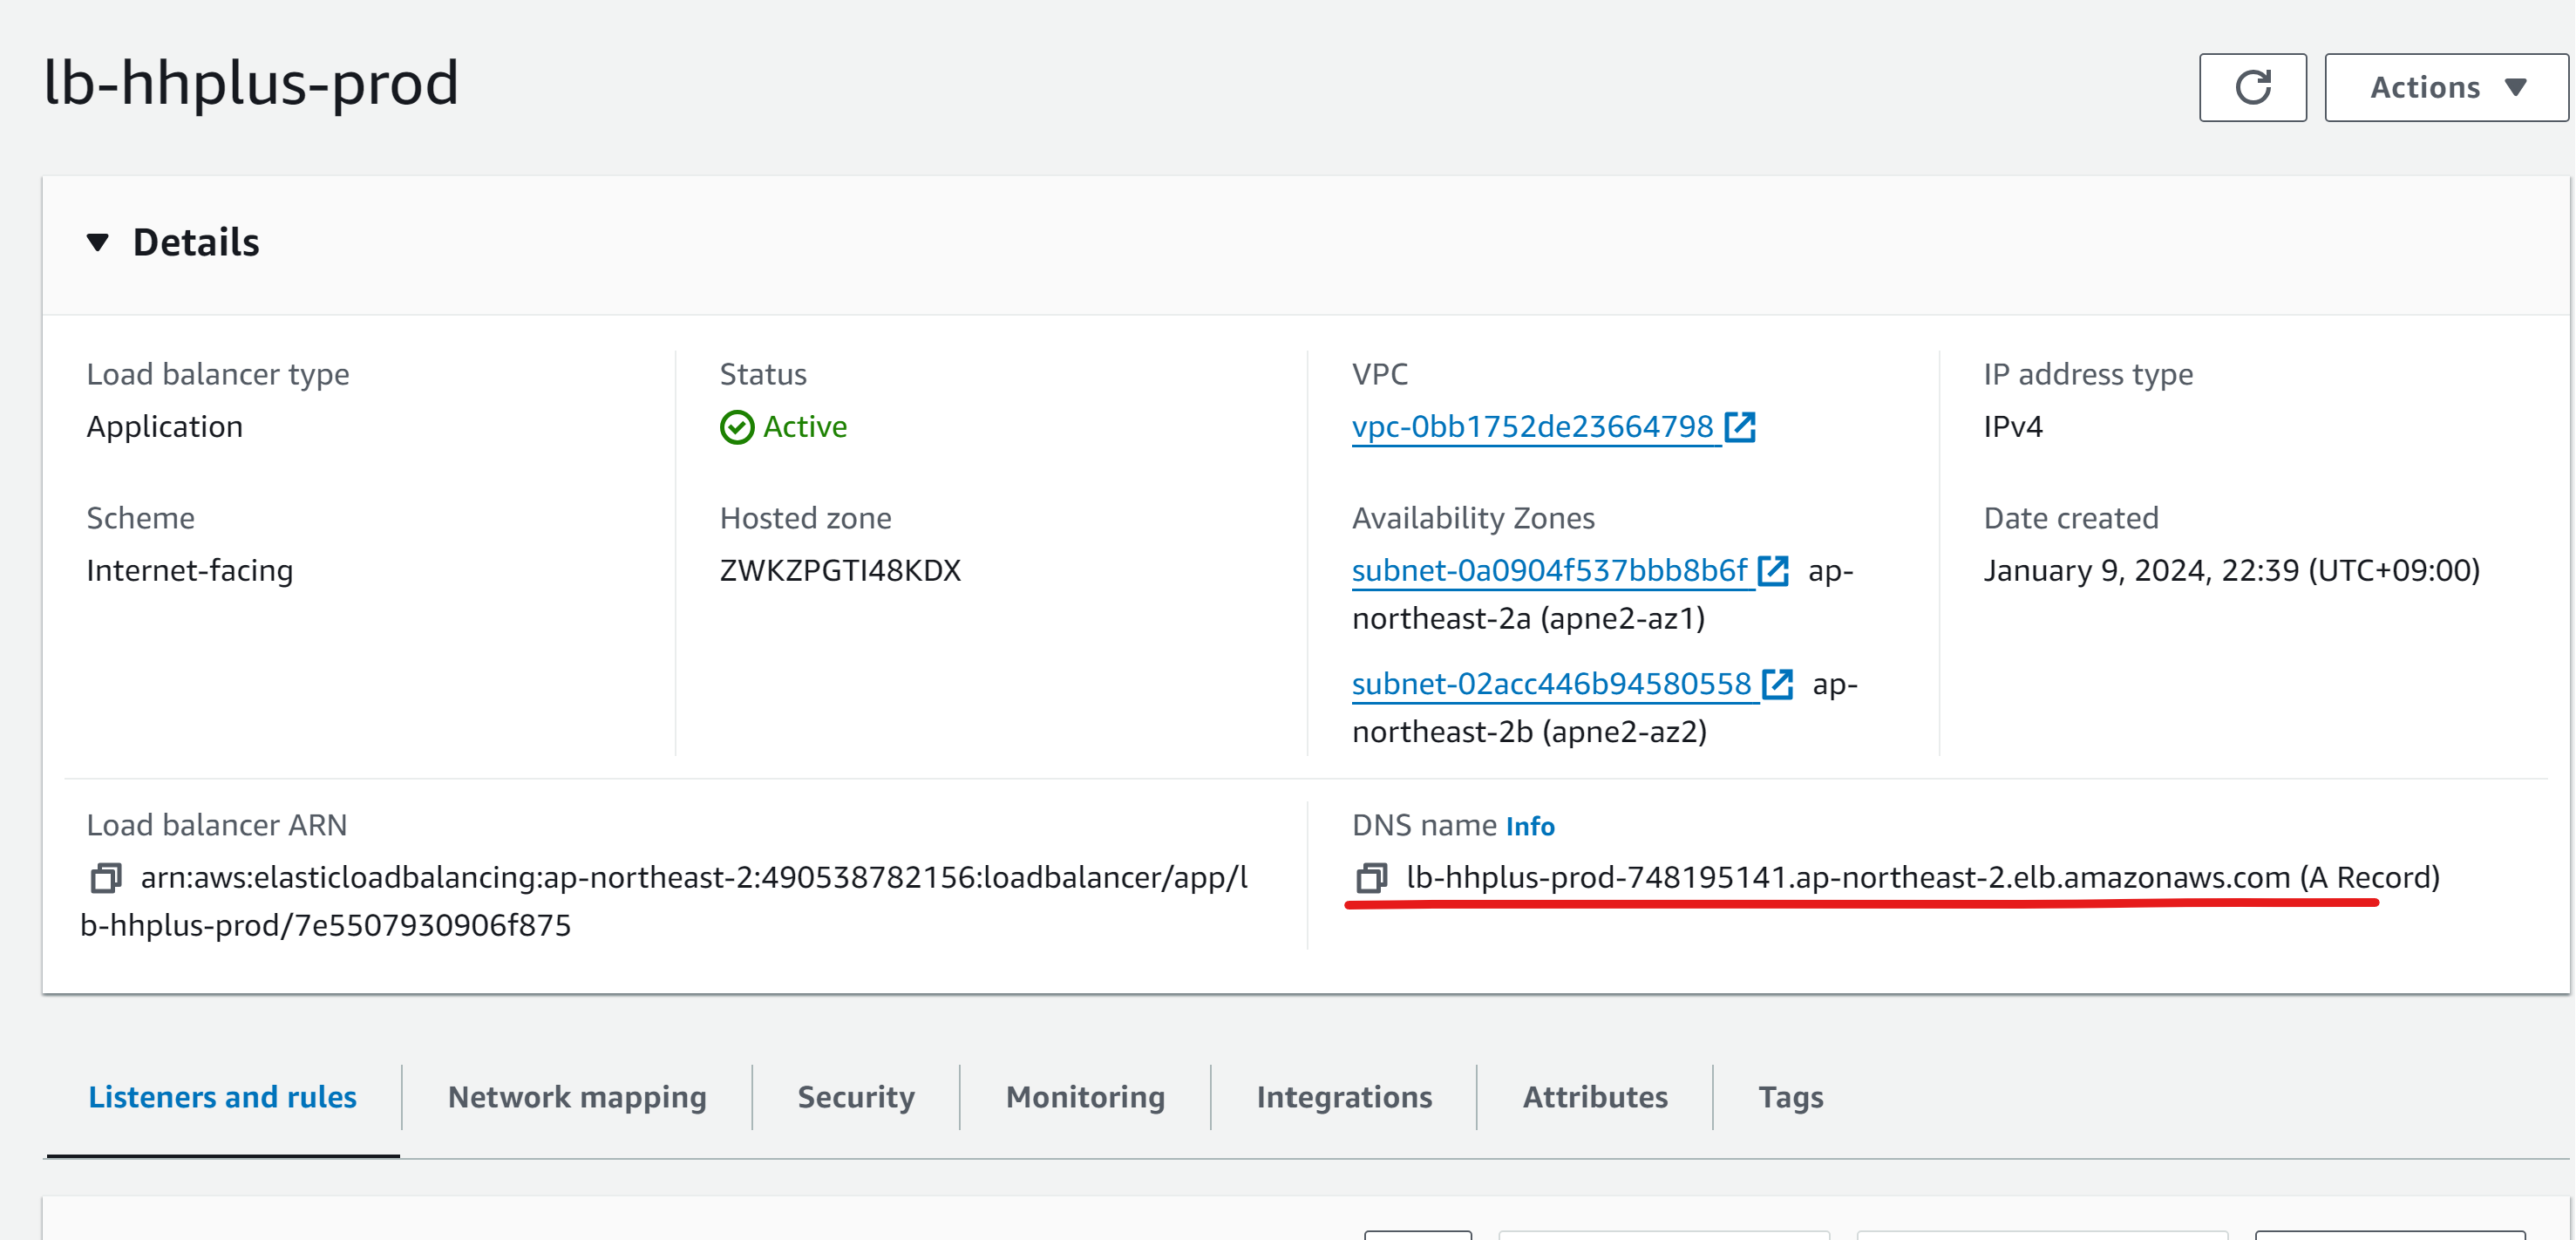 lb-hhplus-prod
Actions
Details
Load balancer type
Application
Status
Active
VPC
vpc-0bb1752de23664798
IP address type
IPv4
Scheme
Internet-facing
Hosted zone
ZWKZPGTI48KDX
Availability Zones
subnet-0a0904f537bbb8b6f ap-
northeast-2a (apne2-az1)
subnet-02acc446b94580558 ap-
northeast-2b (apne2-az2)
Date created
January 9, 2024, 22:39 (UTC+09:00)
Load balancer ARN
arn:aws:elasticloadbalancing:ap-northeast-2:490538782156:loadbalancer/app/l
b-hhplus-prod/7e5507930906f875
DNS name Info
lb-hhplus-prod-748195141.ap-northeast-2.elb.amazonaws.com (A Record)
Listeners and rules
Network mapping
Security
Monitoring
Integrations
Attributes
Tags